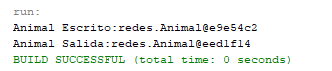 run:
Animal Escrito:redes.Animal@e9e54c2
Animal Salida:redes.Animal@eed1f14
BUILD SUCCESSFUL (total time: 0 seconds)